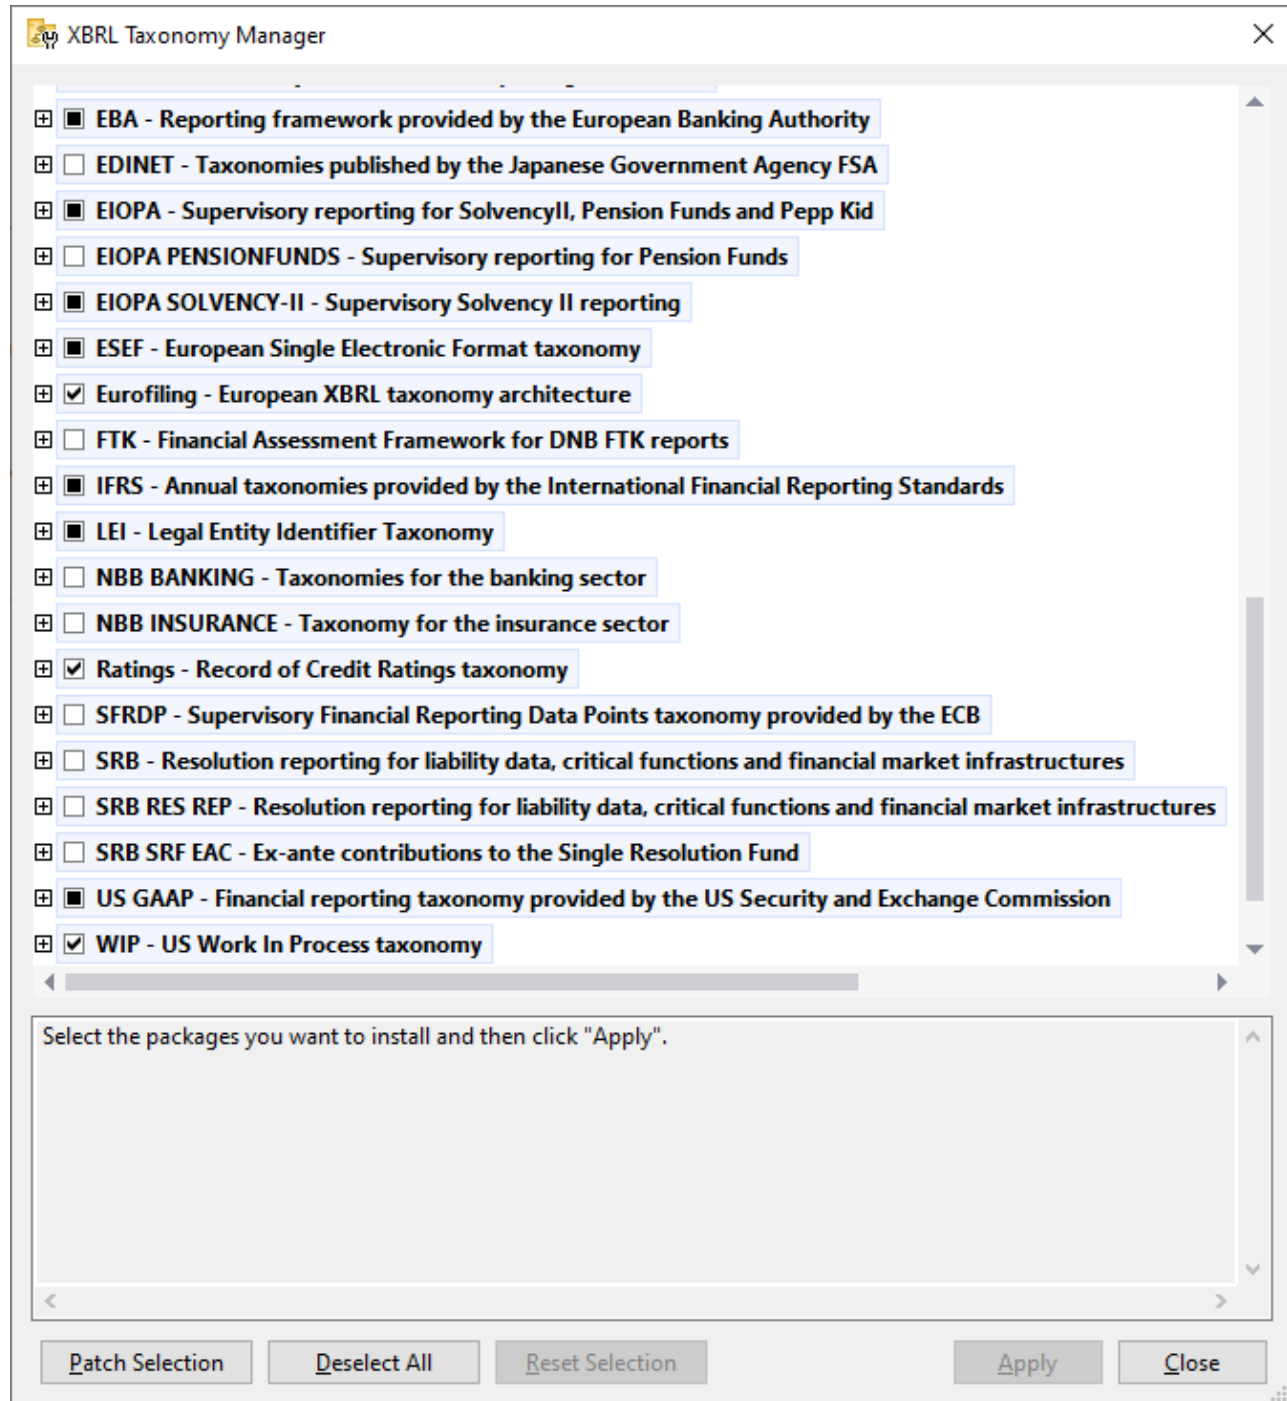 XBRL Taxonomy Manager
EBA - Reporting framework provided by the European Banking Authority
EDINET - Taxonomies published by the Japanese Government Agency FSA
EIOPA - Supervisory reporting for SolvencyII, Pension Funds and Pepp Kid
EIOPA PENSIONFUNDS - Supervisory reporting for Pension Funds
EIOPA SOLVENCY-II - Supervisory Solvency II reporting
ESEF - European Single Electronic Format taxonomy
Eurofiling - European XBRL taxonomy architecture
FTK - Financial Assessment Framework for DNB FTK reports
IFRS - Annual taxonomies provided by the International Financial Reporting Standards
LEI - Legal Entity Identifier Taxonomy
NBB BANKING - Taxonomies for the banking sector
NBB INSURANCE - Taxonomy for the insurance sector
Ratings - Record of Credit Ratings taxonomy
SFRDP - Supervisory Financial Reporting Data Points taxonomy provided by the ECB
SRB - Resolution reporting for liability data, critical functions and financial market infrastructures
SRB RES REP - Resolution reporting for liability data, critical functions and financial market infrastructures
SRB SRF EAC - Ex-ante contributions to the Single Resolution Fund
US GAAP - Financial reporting taxonomy provided by the US Security and Exchange Commission
WIP - US Work In Process taxonomy
Select the packages you want to install and then click "Apply".
Patch Selection Deselect All Reset Selection Apply Close